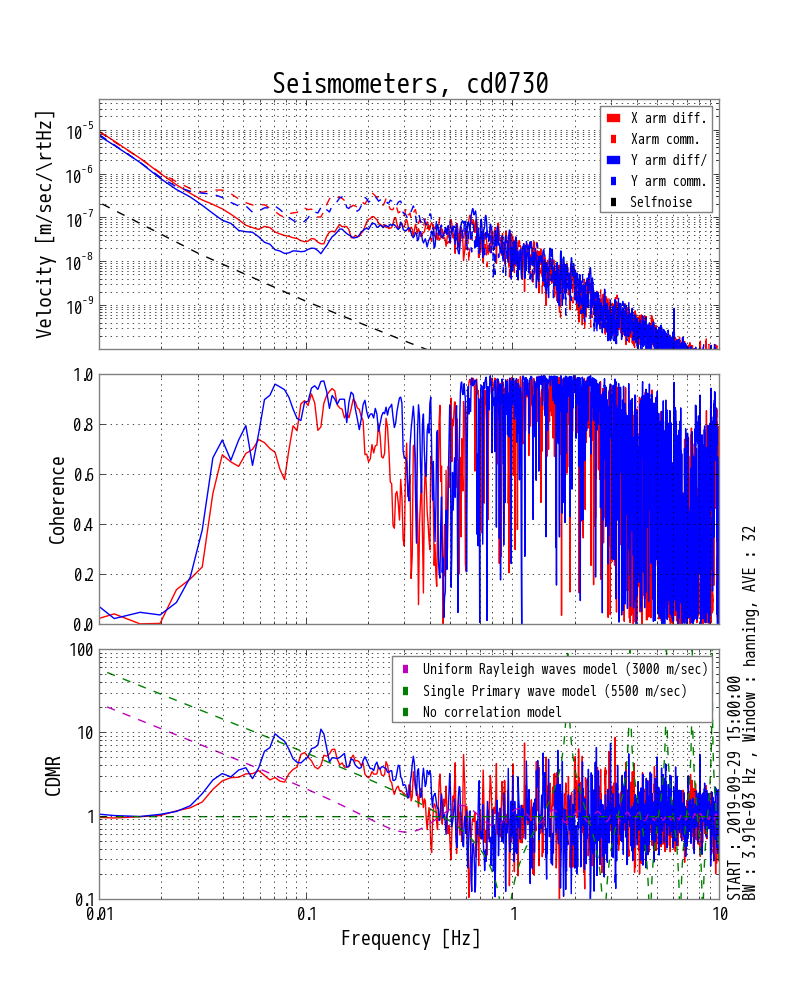 Seismometers, cd0730
X arm diff.
Xarm comm.
Y arm diff/
Y arm comm.
Selfnoise
Velocity [m/sec/\rtHz]
10^-5
10^-6
10^-7
10^-8
10^-9
Coherence
1.0
0.8
0.6
0.4
0.2
0.0
Uniform Rayleigh waves model (3000 m/sec)
Single Primary wave model (5500 m/sec)
No correlation model
CDMR
100
10
1
0.1
0.01
0.1
1
10
Frequency [Hz]
START : 2019-09-29 15:00:00
BW : 3.91e-03 Hz , Window : hanning, AVE : 32